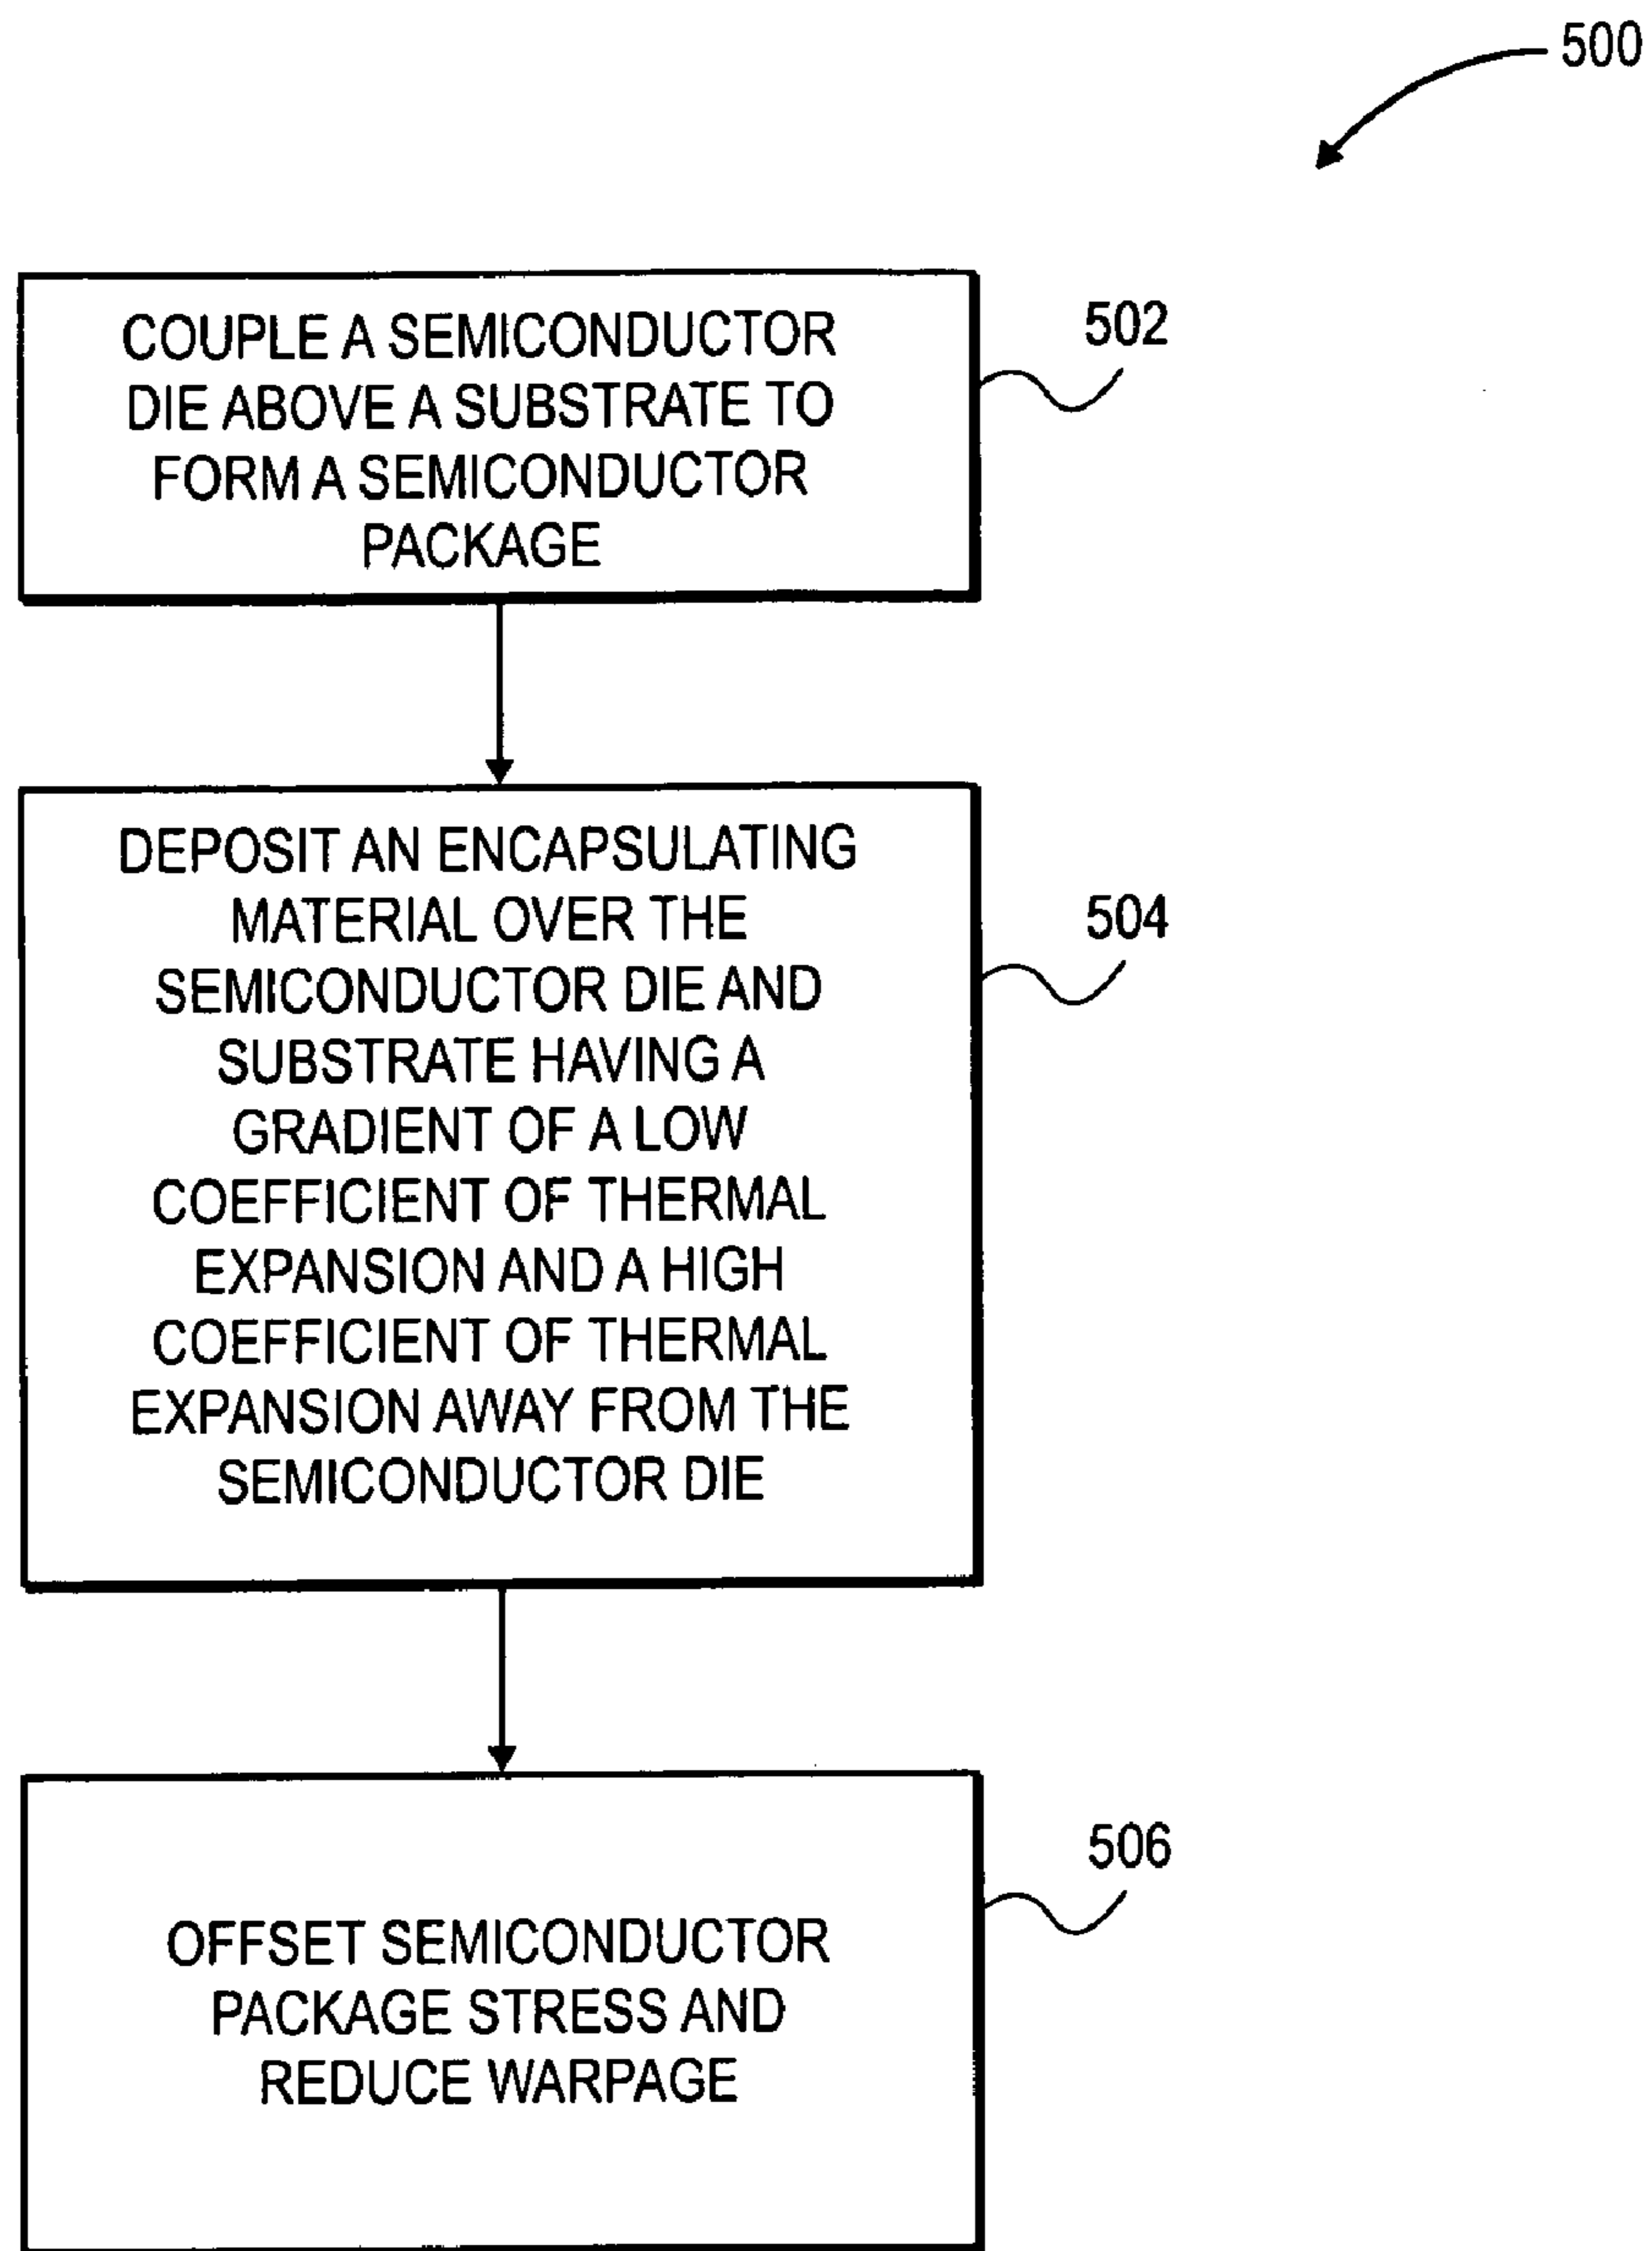 500
COUPLE A SEMICONDUCTOR
DIE ABOVE A SUBSTRATE TO
FORM A SEMICONDUCTOR
PACKAGE
502
DEPOSIT AN ENCAPSULATING
MATERIAL OVER THE
SEMICONDUCTOR DIE AND
SUBSTRATE HAVING A
GRADIENT OF A LOW
COEFFICIENT OF THERMAL
EXPANSION AND A HIGH
COEFFICIENT OF THERMAL
EXPANSION AWAY FROM THE
SEMICONDUCTOR DIE
504
OFFSET SEMICONDUCTOR
PACKAGE STRESS AND
REDUCE WARPAGE
506